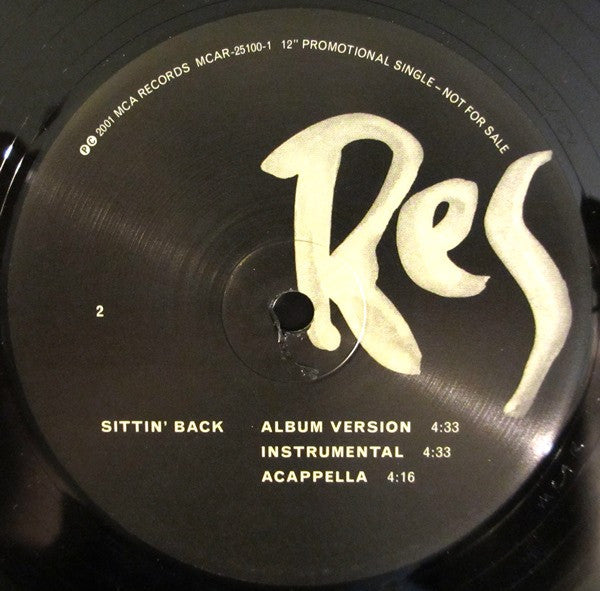 ℗ © 2001 MCA RECORDS MCAR-25100-1 12" PROMOTIONAL SINGLE – NOT FOR SALE
Res
2
SITTIN' BACK ALBUM VERSION 4:33
INSTRUMENTAL 4:33
ACAPPELLA 4:16